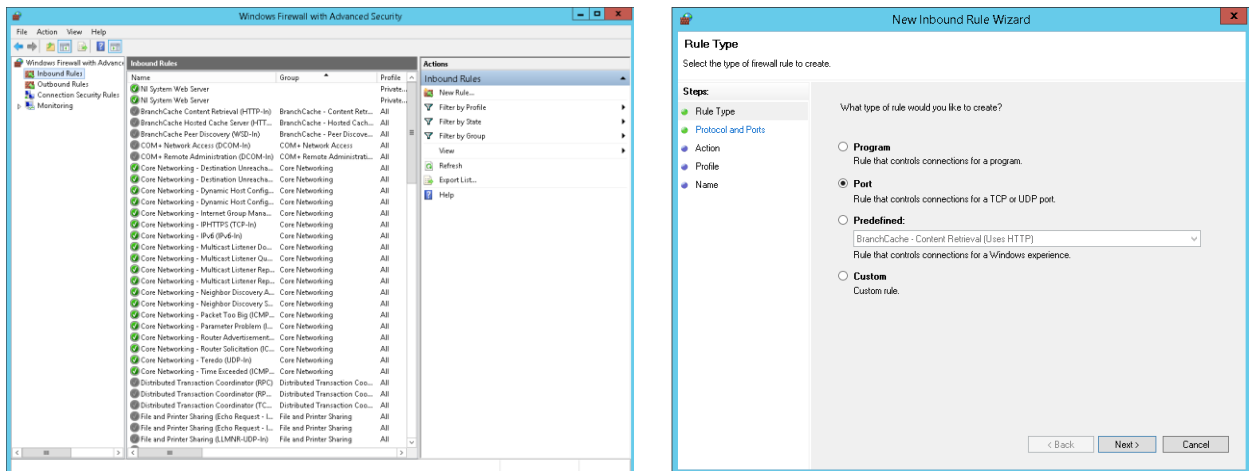 Windows Firewall with Advanced Security
File Action View Help
Windows Firewall with Advance
Inbound Rules
Outbound Rules
Connection Security Rules
Monitoring
Inbound Rules
Name Group Profile
NI System Web Server Private...
NI System Web Server Private...
BranchCache Content Retrieval (HTTP-In) BranchCache - Content Retr... All
BranchCache Hosted Cache Server (HTT... BranchCache - Hosted Cach... All
BranchCache Peer Discovery (WSD-In) BranchCache - Peer Discove... All
COM+ Network Access (DCOM-In) COM+ Network Access All
COM+ Remote Administration (DCOM-In) COM+ Remote Administrati... All
Core Networking - Destination Unreacha... Core Networking All
Core Networking - Destination Unreacha... Core Networking All
Core Networking - Dynamic Host Config... Core Networking All
Core Networking - Dynamic Host Config... Core Networking All
Core Networking - Internet Group Mana... Core Networking All
Core Networking - IPHTTPS (TCP-In) Core Networking All
Core Networking - IPv6 (IPv6-In) Core Networking All
Core Networking - Multicast Listener Do... Core Networking All
Core Networking - Multicast Listener Qu... Core Networking All
Core Networking - Multicast Listener Rep... Core Networking All
Core Networking - Multicast Listener Rep... Core Networking All
Core Networking - Neighbor Discovery A... Core Networking All
Core Networking - Neighbor Discovery S... Core Networking All
Core Networking - Packet Too Big (ICMP... Core Networking All
Core Networking - Parameter Problem (I... Core Networking All
Core Networking - Router Advertisement... Core Networking All
Core Networking - Router Solicitation (IC... Core Networking All
Core Networking - Teredo (UDP-In) Core Networking All
Core Networking - Time Exceeded (ICMP... Core Networking All
Distributed Transaction Coordinator (RPC) Distributed Transaction Coo... All
Distributed Transaction Coordinator (RP... Distributed Transaction Coo... All
Distributed Transaction Coordinator (TC... Distributed Transaction Coo... All
File and Printer Sharing (Echo Request - I... File and Printer Sharing All
File and Printer Sharing (Echo Request - I... File and Printer Sharing All
File and Printer Sharing (LLMNR-UDP-In) File and Printer Sharing All
Actions
Inbound Rules
New Rule...
Filter by Profile
Filter by State
Filter by Group
View
Refresh
Export List...
Help
New Inbound Rule Wizard
Rule Type
Select the type of firewall rule to create.
Steps:
Rule Type
Protocol and Ports
Action
Profile
Name
What type of rule would you like to create?
Program
Rule that controls connections for a program.
Port
Rule that controls connections for a TCP or UDP port.
Predefined:
BranchCache - Content Retrieval (Uses HTTP)
Rule that controls connections for a Windows experience.
Custom
Custom rule.
< Back Next > Cancel